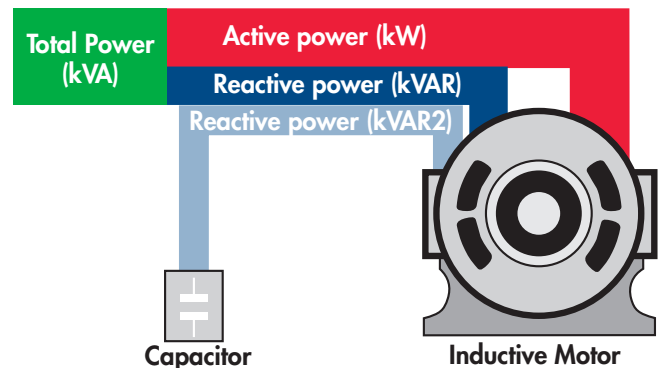 Total Power
(kVA)
Active power (kW)
Reactive power (kVAR)
Reactive power (kVAR2)
Capacitor
Inductive Motor